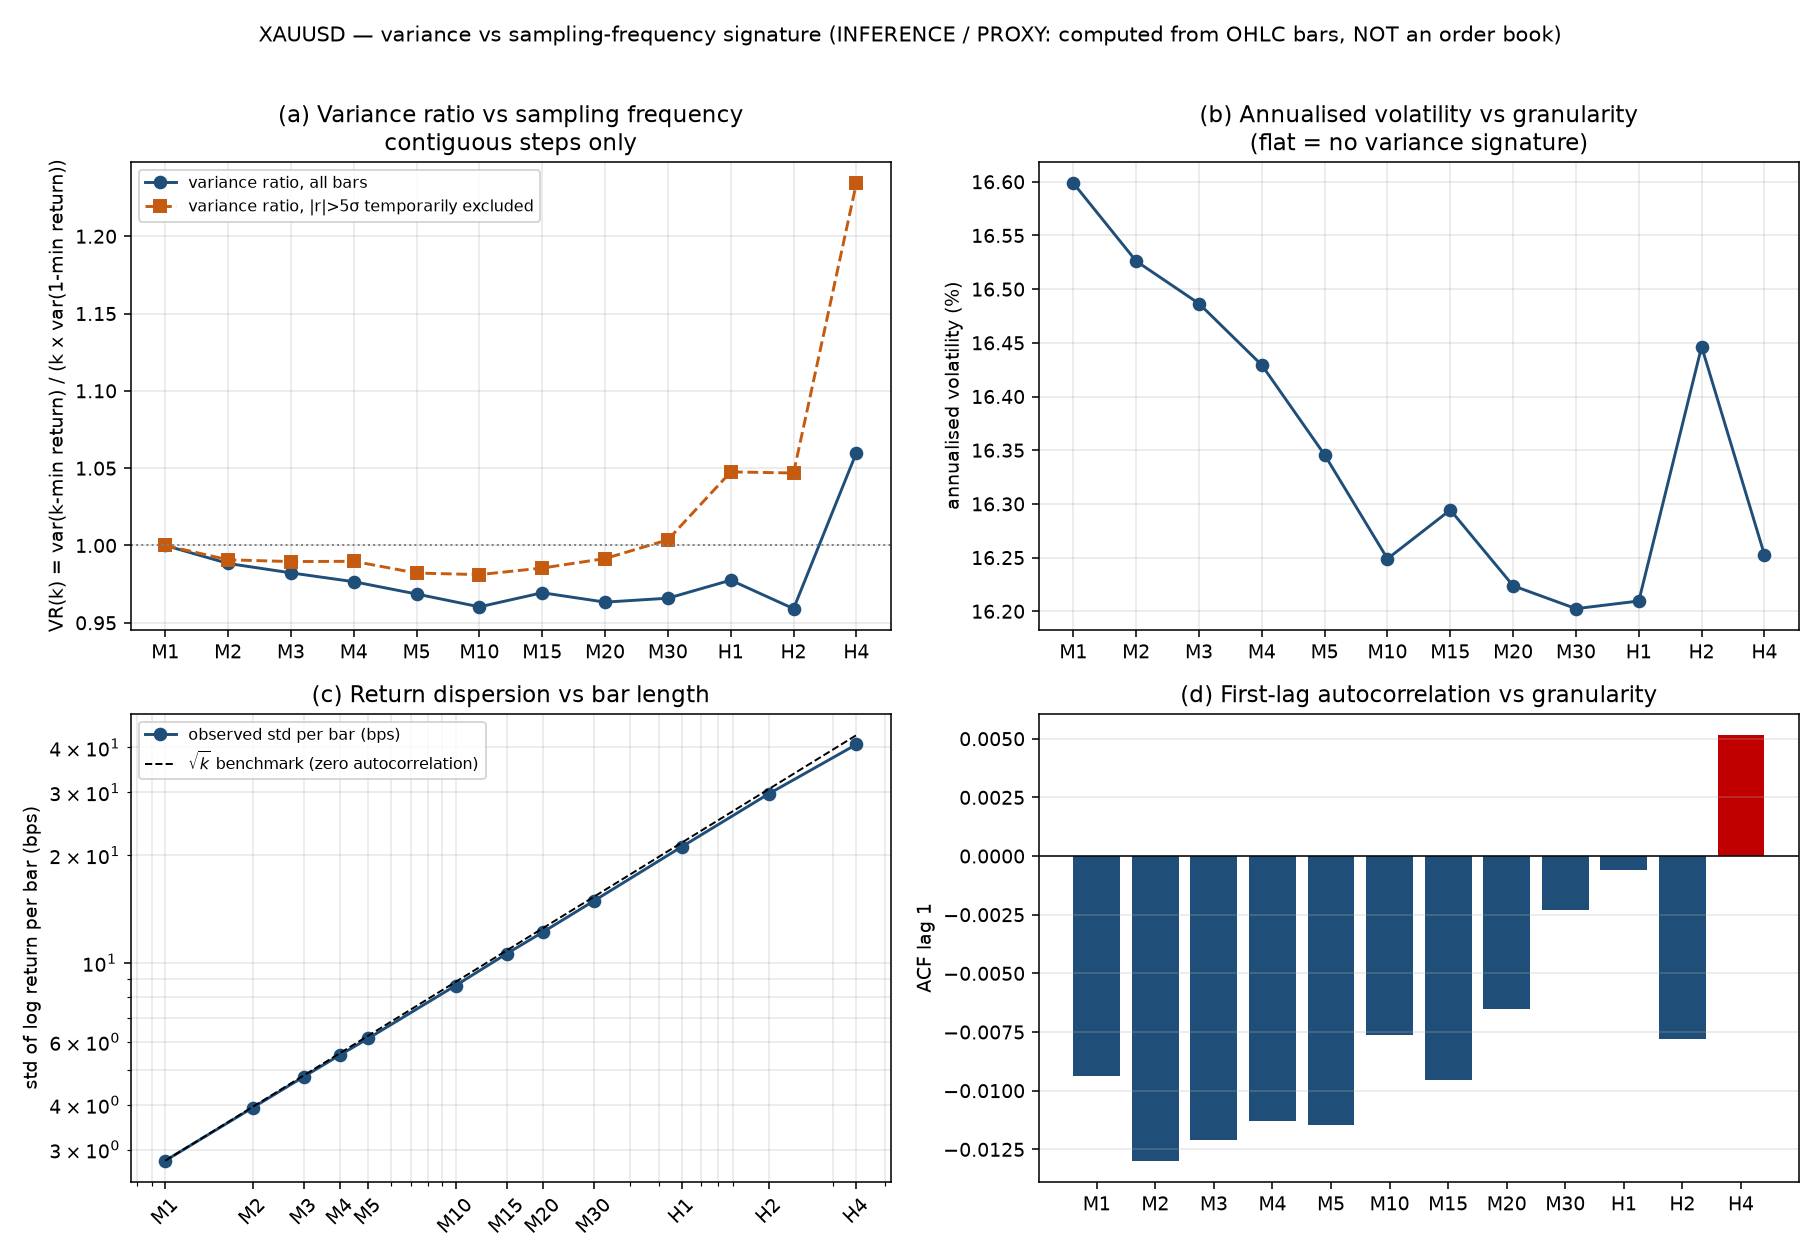 XAUUSD — variance vs sampling-frequency signature (INFERENCE / PROXY: computed from OHLC bars, NOT an order book)
(a) Variance ratio vs sampling frequency
contiguous steps only
VR(k) = var(k-min return) / (k x var(1-min return))
variance ratio, all bars
variance ratio, |r|>5σ temporarily excluded
1.20
1.15
1.10
1.05
1.00
0.95
M1 M2 M3 M4 M5 M10 M15 M20 M30 H1 H2 H4
(b) Annualised volatility vs granularity
(flat = no variance signature)
annualised volatility (%)
16.60
16.55
16.50
16.45
16.40
16.35
16.30
16.25
16.20
M1 M2 M3 M4 M5 M10 M15 M20 M30 H1 H2 H4
(c) Return dispersion vs bar length
std of log return per bar (bps)
observed std per bar (bps)
√k benchmark (zero autocorrelation)
4 × 10¹
3 × 10¹
2 × 10¹
10¹
6 × 10⁰
4 × 10⁰
3 × 10⁰
M1 M2 M3 M4 M5 M10 M15 M20 M30 H1 H2 H4
(d) First-lag autocorrelation vs granularity
ACF lag 1
0.0050
0.0025
0.0000
−0.0025
−0.0050
−0.0075
−0.0100
−0.0125
M1 M2 M3 M4 M5 M10 M15 M20 M30 H1 H2 H4